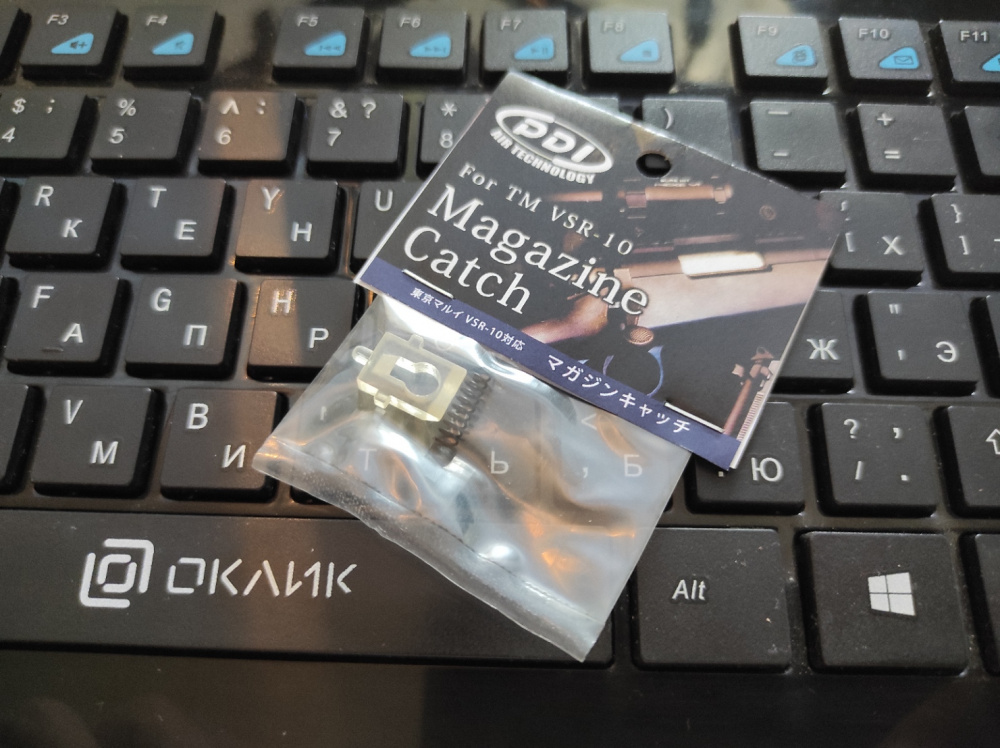 F3
F4
F5
F6
F7
F8
F9
F10
F11
$ ;
4
%
5
^ :
6
& ?
7
*
8
)
—
–
+
=
R
К
T
Е
Y
Н
U
[ Х
}
]
F
А
G
П
H
Р
Ж
"
' Э
V
М
B
И
Т
Ь
, Б
Ю
? ,
/ .
PDI
AIR TECHNOLOGY
For TM VSR-10
Magazine
Catch
東京マルイ VSR-10対応 マガジンキャッチ
ОКЛИК
Alt